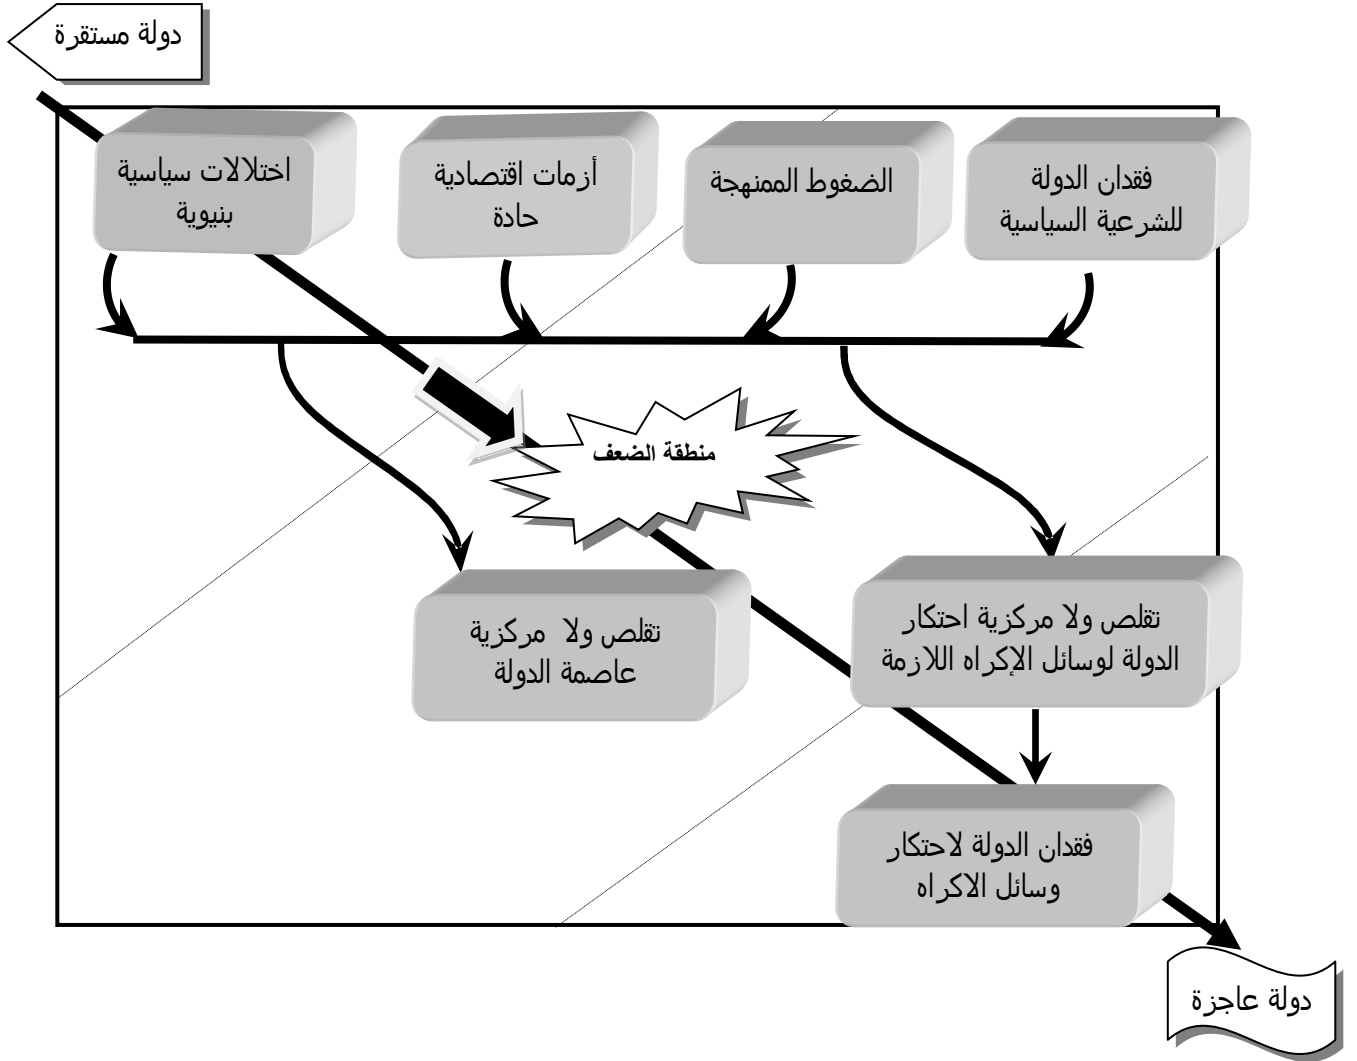 دولة مستقرة
فقدان الدولة
للشرعية السياسية
الضغوط الممنهجة
أزمات اقتصادية
حادة
اختلالات سياسية
بنيوية
منطقة الضعف
تقلص ولا مركزية احتكار
الدولة لوسائل الإكراه اللازمة
تقلص ولا مركزية
عاصمة الدولة
فقدان الدولة لاحتكار
وسائل الاكراه
دولة عاجزة